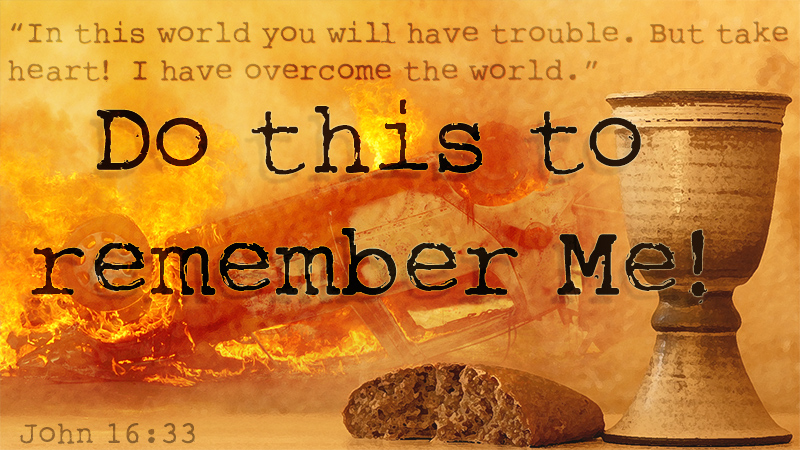 “In this world you will have trouble. But take
heart! I have overcome the world.”
Do this to
remember Me!
John 16:33